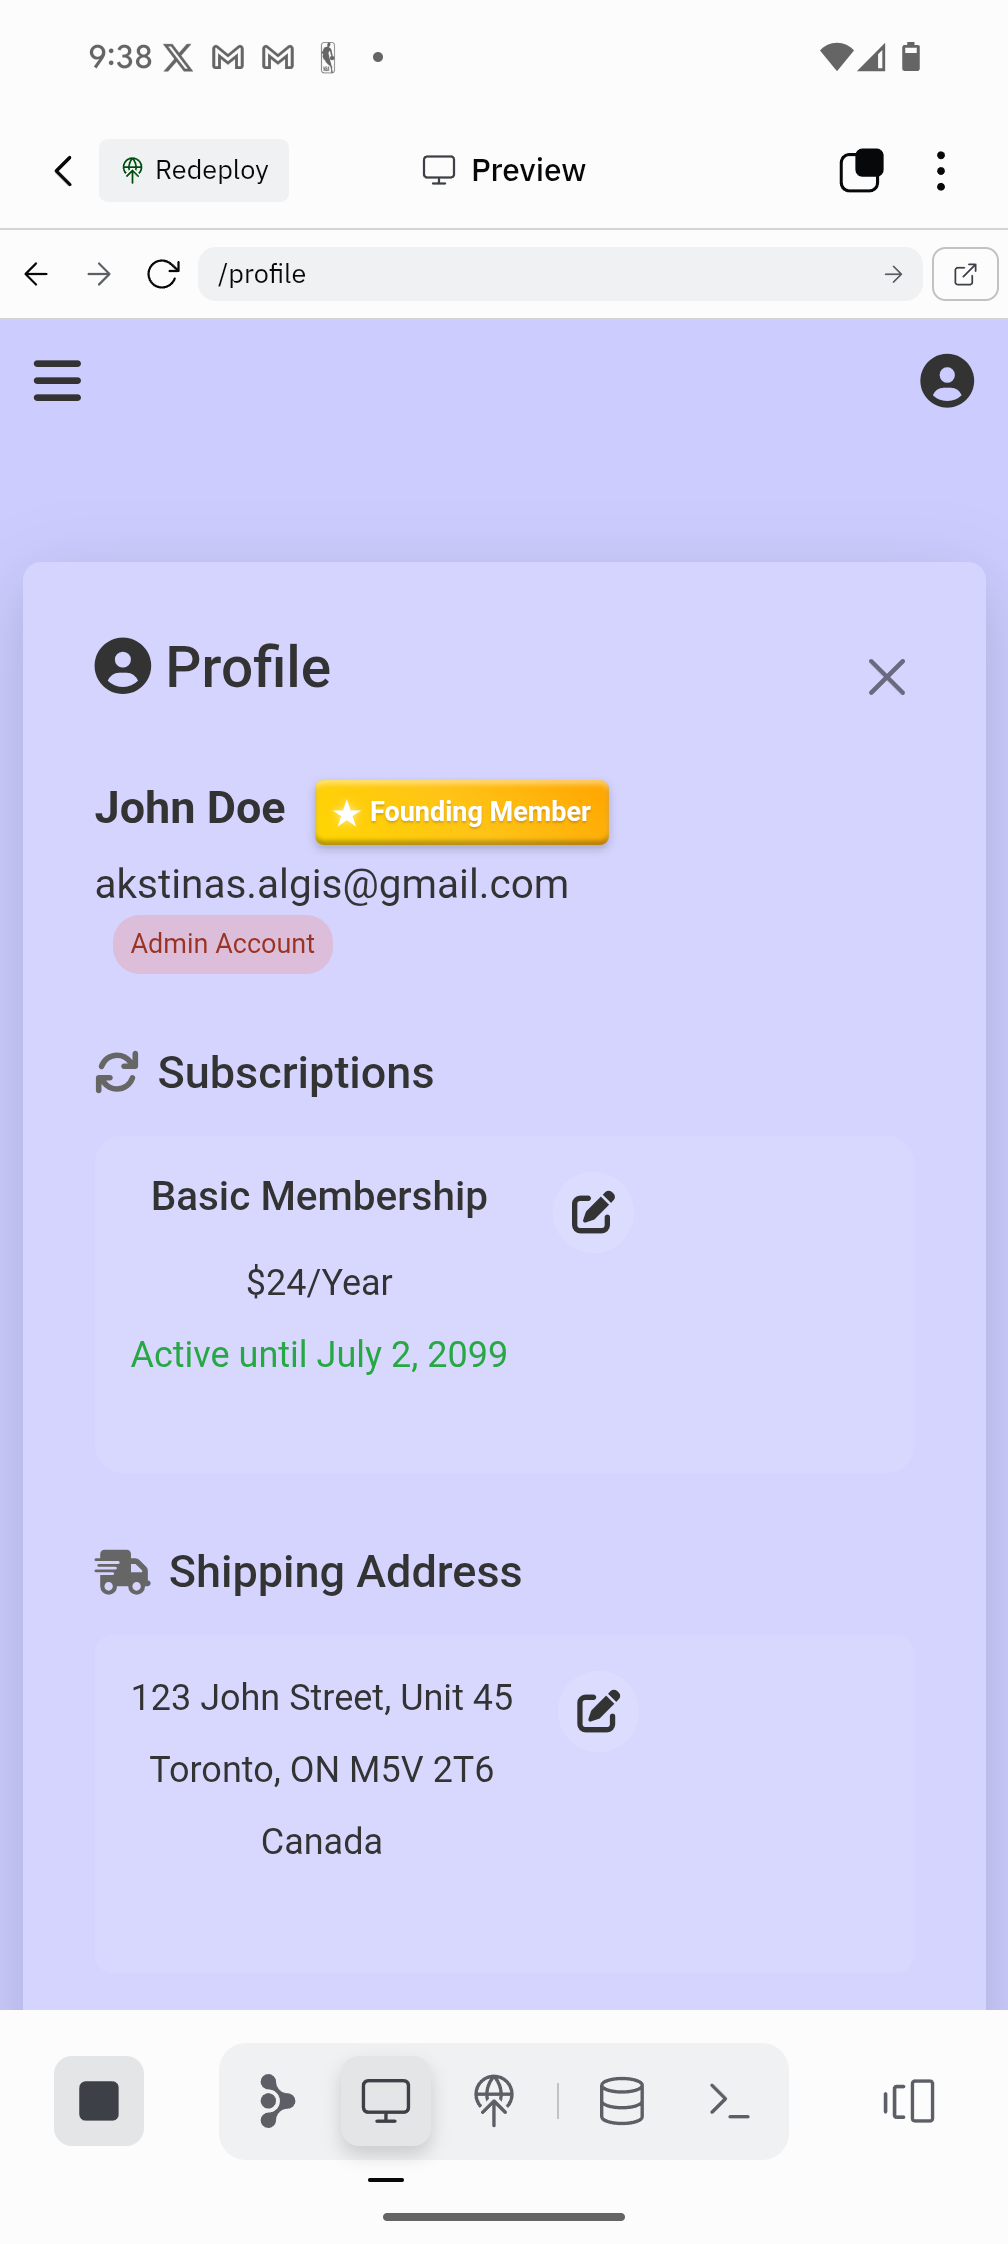 9:38
Redeploy
Preview
/profile
Profile
John Doe
Founding Member
akstinas.algis@gmail.com
Admin Account
Subscriptions
Basic Membership
$24/Year
Active until July 2, 2099
Shipping Address
123 John Street, Unit 45
Toronto, ON M5V 2T6
Canada